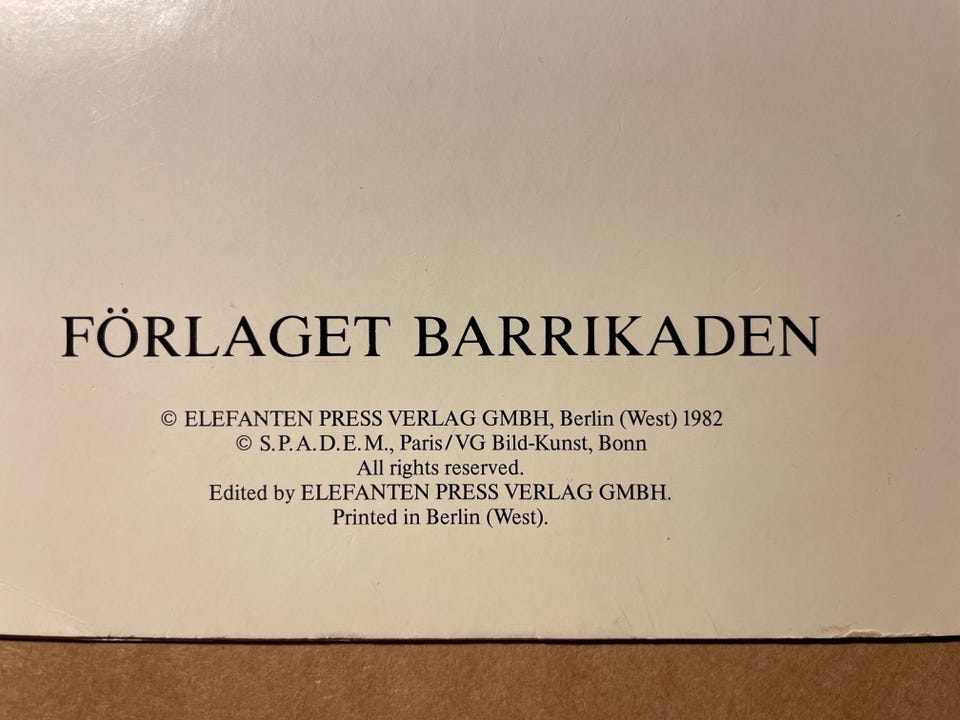 FÖRLAGET BARRIKADEN
© ELEFANTEN PRESS VERLAG GMBH, Berlin (West) 1982
© S.P.A.D.E.M., Paris/VG Bild-Kunst, Bonn
All rights reserved.
Edited by ELEFANTEN PRESS VERLAG GMBH.
Printed in Berlin (West).